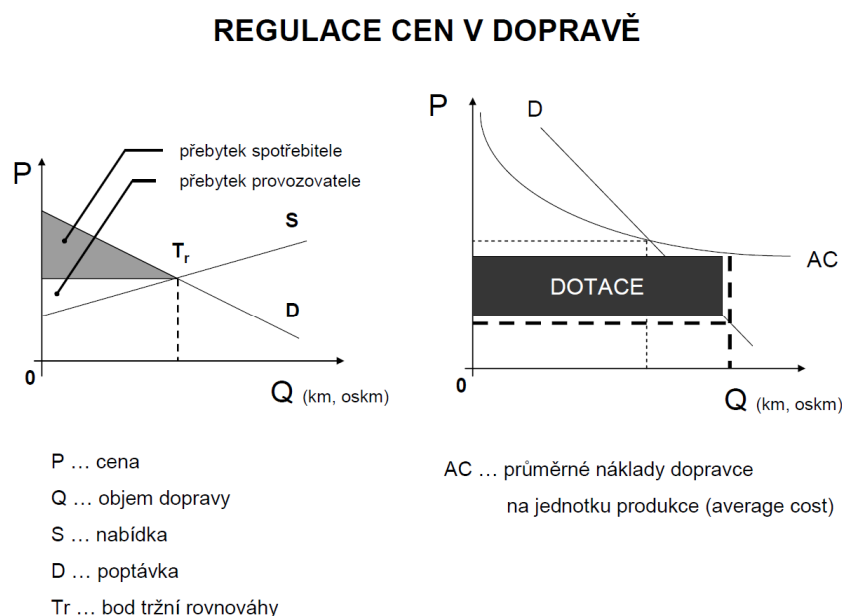 REGULACE CEN V DOPRAVĚ
přebytek spotřebitele
přebytek provozovatele
P
S
Tr
D
0
Q (km, oskm)
P
D
AC
DOTACE
0
Q (km, oskm)
P … cena
Q … objem dopravy
S … nabídka
D … poptávka
Tr … bod tržní rovnováhy
AC … průměrné náklady dopravce
na jednotku produkce (average cost)